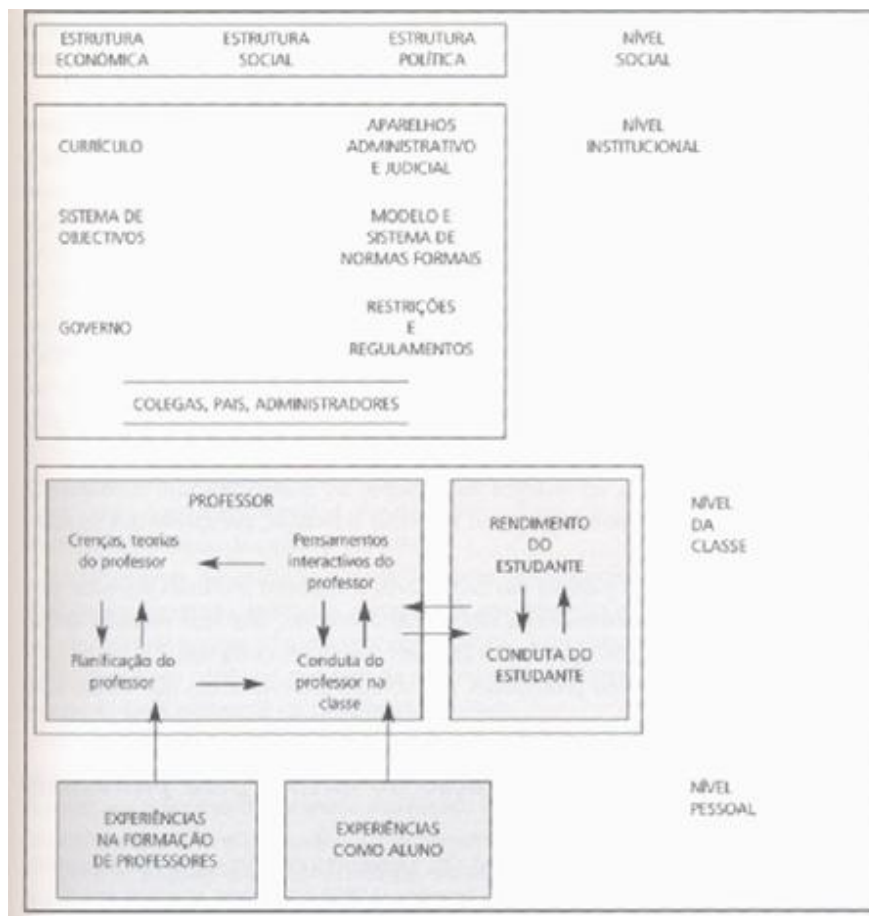 ESTRUTURA
ECONÓMICA
ESTRUTURA
SOCIAL
ESTRUTURA
POLÍTICA
NÍVEL
SOCIAL
CURRÍCULO
APARELHOS
ADMINISTRATIVO
E JUDICIAL
NÍVEL
INSTITUCIONAL
SISTEMA DE
OBJECTIVOS
MODELO E
SISTEMA DE
NORMAS FORMAIS
GOVERNO
RESTRIÇÕES
E
REGULAMENTOS
COLEGAS, PAIS, ADMINISTRADORES
PROFESSOR
Crenças, teorias
do professor
Pensamentos
interactivos do
professor
Planificação do
professor
Conduta do
professor na
classe
RENDIMENTO
DO
ESTUDANTE
CONDUTA DO
ESTUDANTE
NÍVEL
DA
CLASSE
EXPERIÊNCIAS
NA FORMAÇÃO
DE PROFESSORES
EXPERIÊNCIAS
COMO ALUNO
NÍVEL
PESSOAL